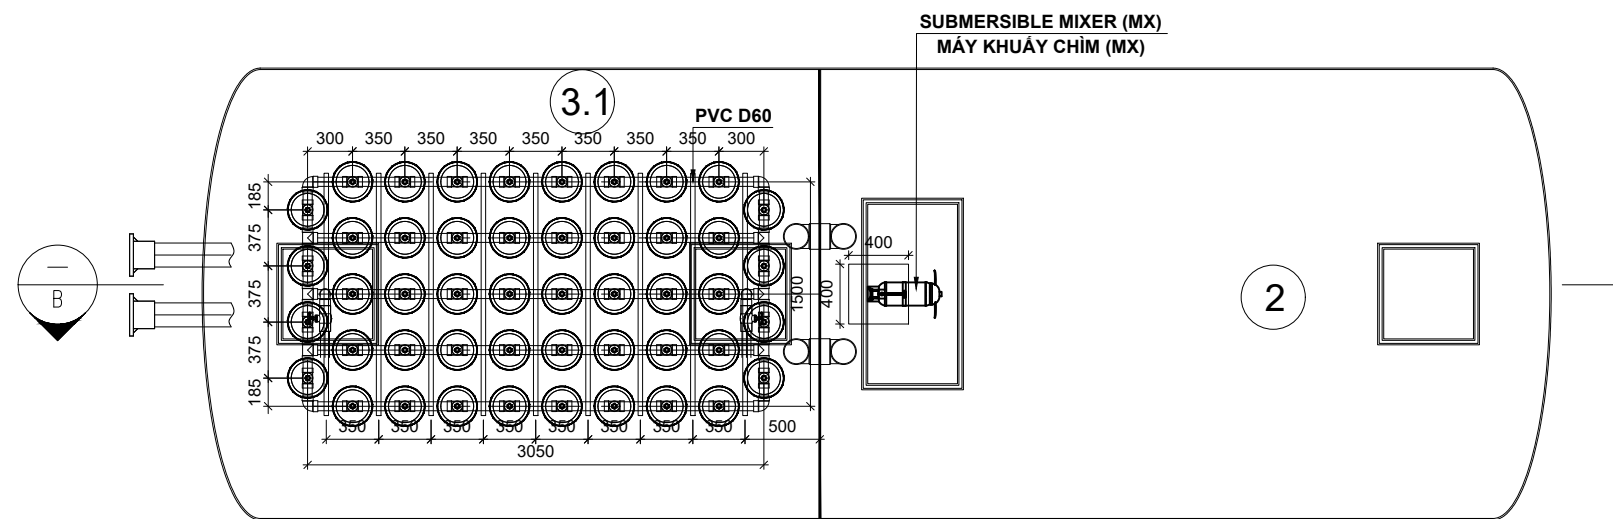 SUBMERSIBLE MIXER (MX)
MÁY KHUẤY CHÌM (MX)
3.1
PVC D60
300 350 350 350 350 350 350 350 300
185
375
375
375
185
400
400
1500
B
2
350 350 350 350 350 350 350 350 500
3050